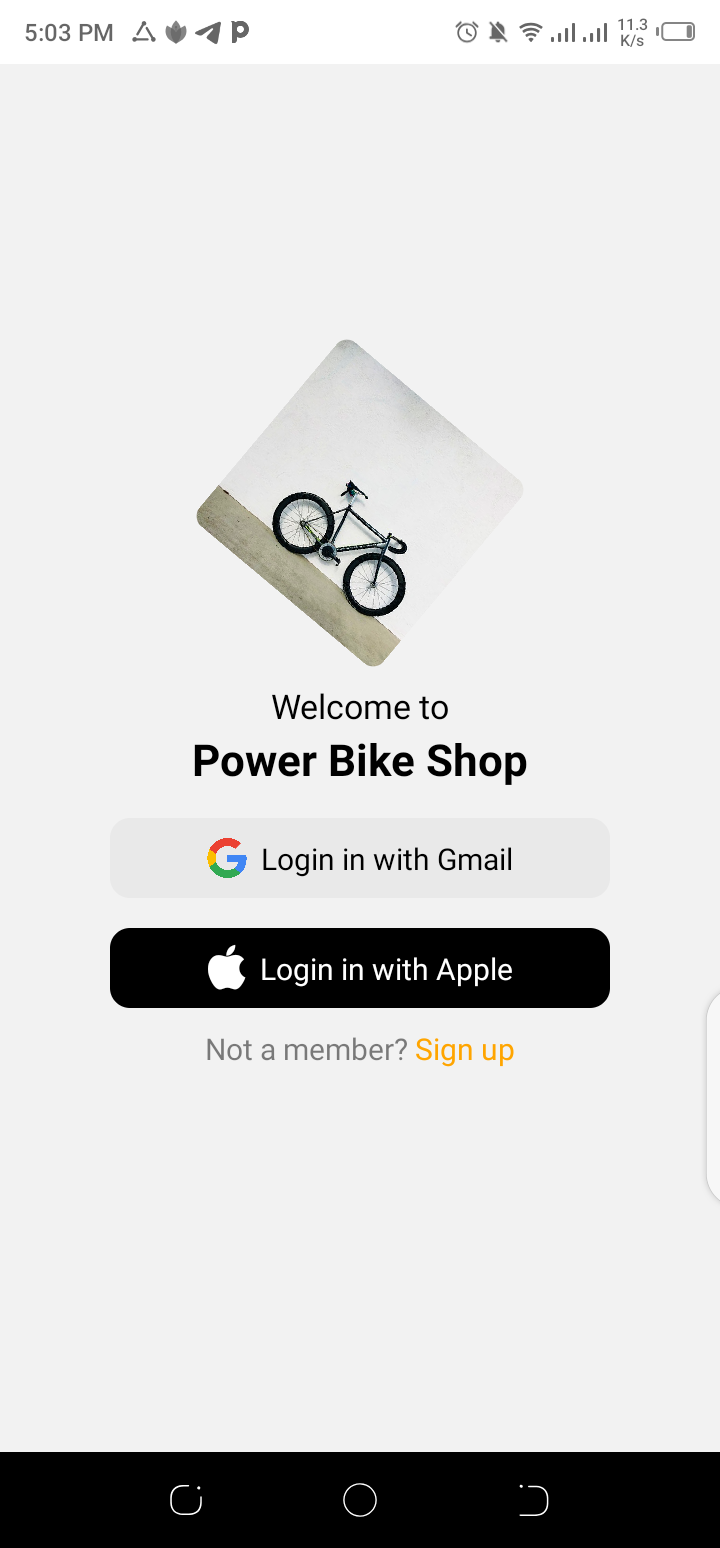 5:03 PM
11.3
K/s
Welcome to
Power Bike Shop
Login in with Gmail
Login in with Apple
Not a member? Sign up